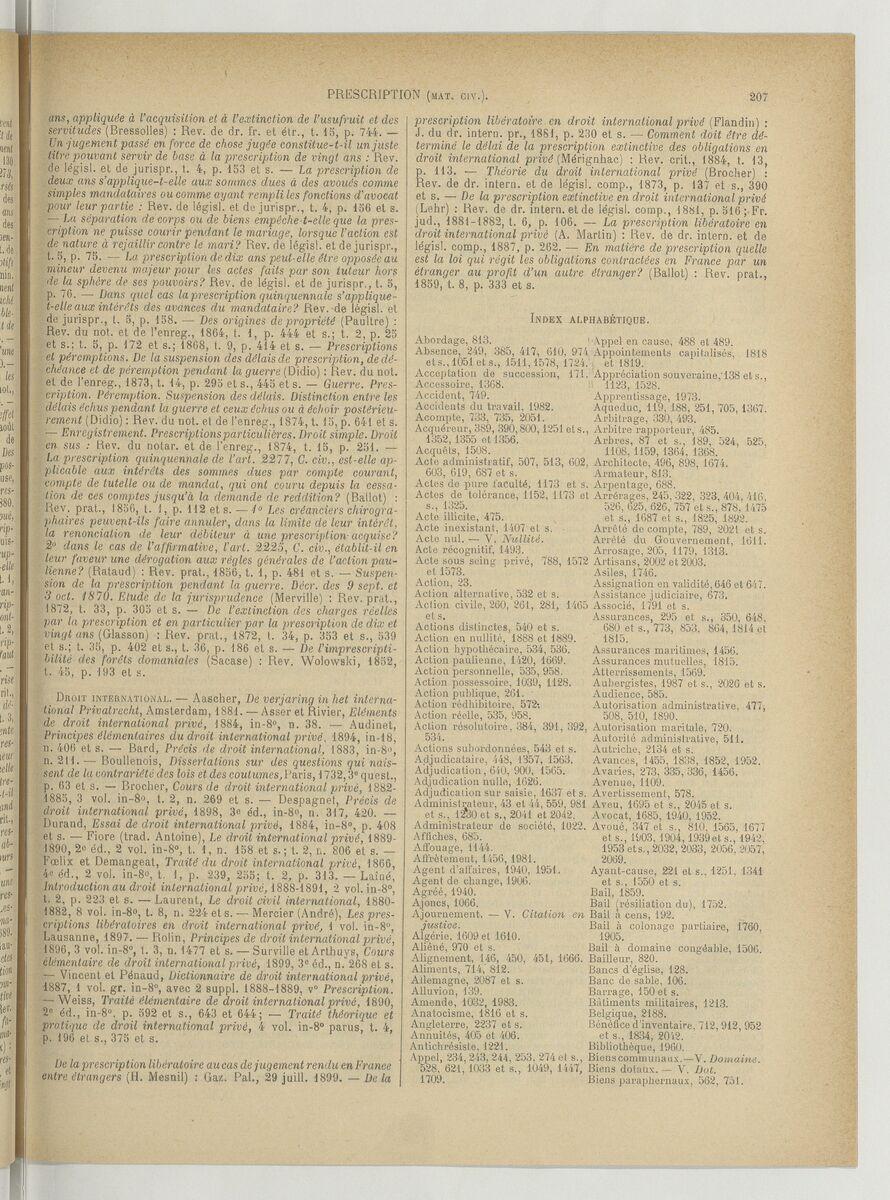 PRESCRIPTION (MAT. CIV.).
207
ans, appliquée à l'acquisition et à l'extinction de l'usufruit et des
servitudes (Bressolles) : Rev. de dr. fr. et étr., t. 15, p. 744. —
Un jugement passé en force de chose jugée constitue-t-il un juste
titre pouvant servir de base à la prescription de vingt ans : Rev.
de législ. et de jurispr., t. 4, p. 153 et s. — La prescription de
deux ans s'applique-t-elle aux sommes dues à des avoués comme
simples mandataires ou comme ayant rempli les fonctions d'avocat
pour leur partie : Rev. de législ. et de jurispr., t. 4, p. 156 et s.
— La séparation de corps ou de biens empêche-t-elle que la pres-
cription ne puisse courir pendant le mariage, lorsque l'action est
de nature à rejaillir contre le mari? Rev. de législ. et de jurispr.,
t. 5, p. 75. — La prescription de dix ans peut-elle être opposée au
mineur devenu majeur pour les actes faits par son tuteur hors
de la sphère de ses pouvoirs? Rev. de législ. et de jurispr., t. 5,
p. 76. — Dans quel cas la prescription quinquennale s'applique-
t-elle aux intérêts des avances du mandataire? Rev. de législ. et
de jurispr., t. 5, p. 158. — Des origines de propriété (Paultre) :
Rev. du not. et de l'enreg., 1864, t. 1, p. 444 et s.; t. 2, p. 25
et s.; t. 5, p. 172 et s.; 1868, t. 9, p. 414 et s. — Prescriptions
et péremptions. De la suspension des délais de prescription, de dé-
chéance et de péremption pendant la guerre (Didio) : Rev. du not.
et de l'enreg., 1873, t. 14, p. 295 et s., 445 et s. — Guerre. Pres-
cription. Péremption. Suspension des délais. Distinction entre les
délais échus pendant la guerre et ceux échus ou à échoir postérieu-
rement (Didio) : Rev. du not. et de l'enreg., 1874, t. 15, p. 641 et s.
— Enregistrement. Prescriptions particulières. Droit simple. Droit
en sus : Rev. du notar. et de l'enreg., 1874, t. 15, p. 251. —
La prescription quinquennale de l'art. 2277, C. civ., est-elle ap-
plicable aux intérêts des sommes dues par compte courant,
compte de tutelle ou de mandat, qui ont couru depuis la cessa-
tion de ces comptes jusqu'à la demande de reddition? (Ballot) :
Rev. prat., 1856, t. 1, p. 112 et s. — 1° Les créanciers chirogra-
phaires peuvent-ils faire annuler, dans la limite de leur intérêt,
la renonciation de leur débiteur à une prescription acquise?
2° dans le cas de l'affirmative, l'art. 2225, C. civ., établit-il en
leur faveur une dérogation aux règles générales de l'action pau-
lienne? (Rataud) : Rev. prat., 1856, t. 1, p. 481 et s. — Suspen-
sion de la prescription pendant la guerre. Décr. des 9 sept. et
3 oct. 1870. Etude de la jurisprudence (Merville) : Rev. prat.,
1872, t. 33, p. 305 et s. — De l'extinction des charges réelles
par la prescription et en particulier par la prescription de dix et
vingt ans (Glasson) : Rev. prat., 1872, t. 34, p. 353 et s., 539
et s.; t. 35, p. 402 et s., t. 36, p. 186 et s. — De l'imprescripti-
bilité des forêts domaniales (Sacase) : Rev. Wolowski, 1852,
t. 45, p. 193 et s.
DROIT INTERNATIONAL. — Aascher, De verjaring in het interna-
tional Privatrecht, Amsterdam, 1881. — Asser et Rivier, Eléments
de droit international privé, 1884, in-8°, n. 38. — Audinet,
Principes élémentaires du droit international privé, 1894, in-18,
n. 406 et s. — Bard, Précis de droit international, 1883, in-8°,
n. 211. — Boullenois, Dissertations sur des questions qui nais-
sent de la contrariété des lois et des coutumes, Paris, 1732, 3e quest.,
p. 63 et s. — Brocher, Cours de droit international privé, 1882-
1885, 3 vol. in-8°, t. 2, n. 269 et s. — Despagnet, Précis de
droit international privé, 1898, 3e éd., in-8°, n. 317, 420. —
Durand, Essai de droit international privé, 1884, in-8°, p. 408
et s. — Fiore (trad. Antoine), Le droit international privé, 1889-
1890, 2e éd., 2 vol. in-8°, t. 1, n. 158 et s.; t. 2, n. 806 et s. —
Fœlix et Demangeat, Traité du droit international privé, 1866,
4e éd., 2 vol. in-8°, t. 1, p. 239, 255; t. 2, p. 313. — Lainé,
Introduction au droit international privé, 1888-1891, 2 vol. in-8°,
t. 2, p. 223 et s. — Laurent, Le droit civil international, 1880-
1882, 8 vol. in-8°, t. 8, n. 224 et s. — Mercier (André), Les pres-
criptions libératoires en droit international privé, 1 vol. in-8°,
Lausanne, 1897. — Rolin, Principes de droit international privé,
1896, 3 vol. in-8°, t. 3, n. 1477 et s. — Surville et Arthuys, Cours
élémentaire de droit international privé, 1899, 3e éd., n. 268 et s.
— Vincent et Pénaud, Dictionnaire de droit international privé,
1887, 1 vol. gr. in-8°, avec 2 suppl. 1888-1889, v° Prescription.
— Weiss, Traité élémentaire de droit international privé, 1890,
2e éd., in-8°, p. 592 et s., 643 et 644; — Traité théorique et
pratique de droit international privé, 4 vol. in-8° parus, t. 4,
p. 196 et s., 375 et s.
De la prescription libératoire au cas de jugement rendu en France
entre étrangers (H. Mesnil) : Gaz. Pal., 29 juill. 1899. — De la
prescription libératoire en droit international privé (Flandin) :
J. du dr. intern. pr., 1881, p. 230 et s. — Comment doit être dé-
terminé le délai de la prescription extinctive des obligations en
droit international privé (Mérignhac) : Rev. crit., 1884, t. 13,
p. 113. — Théorie du droit international privé (Brocher) :
Rev. de dr. intern. et de législ. comp., 1873, p. 137 et s., 390
et s. — De la prescription extinctive en droit international privé
(Lehr) : Rev. de dr. intern. et de législ. comp., 1881, p. 516; Fr.
jud., 1881-1882, t. 6, p. 106. — La prescription libératoire en
droit international privé (A. Martin) : Rev. de dr. intern. et de
législ. comp., 1887, p. 262. — En matière de prescription quelle
est la loi qui régit les obligations contractées en France par un
étranger au profit d'un autre étranger? (Ballot) : Rev. prat.,
1859, t. 8, p. 333 et s.
INDEX ALPHABÉTIQUE.
Abordage, 813.
Absence, 249, 385, 417, 610, 974
et s., 1051 et s., 1511, 1578, 1724.
Acceptation de succession, 171.
Accessoire, 1368.
Accident, 749.
Accidents du travail, 1982.
Acompte, 733, 735, 2051.
Acquéreur, 389, 390, 800, 1251 et s.,
1352, 1355 et 1356.
Acquêts, 1508.
Acte administratif, 507, 513, 602,
603, 619, 687 et s.
Actes de pure faculté, 1173 et s.
Actes de tolérance, 1152, 1173 et
s., 1325.
Acte illicite, 475.
Acte inexistant, 1407 et s.
Acte nul. — V. Nullité.
Acte récognitif, 1493.
Acte sous seing privé, 788, 1572
et 1573.
Action, 23.
Action alternative, 532 et s.
Action civile, 260, 261, 281, 1465
et s.
Actions distinctes, 540 et s.
Action en nullité, 1888 et 1889.
Action hypothécaire, 534, 536.
Action paulienne, 1420, 1669.
Action personnelle, 535, 958.
Action possessoire, 1039, 1128.
Action publique, 261.
Action rédhibitoire, 572.
Action réelle, 535, 958.
Action résolutoire, 384, 391, 392,
534.
Actions subordonnées, 543 et s.
Adjudicataire, 448, 1357, 1563.
Adjudication, 640, 900, 1565.
Adjudication nulle, 1626.
Adjudication sur saisie, 1637 et s.
Administrateur, 43 et 44, 559, 981
et s., 1230 et s., 2041 et 2042.
Administrateur de société, 1022.
Affiches, 685.
Affouage, 1144.
Affrètement, 1456, 1981.
Agent d'affaires, 1940, 1951.
Agent de change, 1906.
Agréé, 1940.
Ajoncs, 1066.
Ajournement. — V. Citation en
justice.
Algérie, 1609 et 1610.
Aliéné, 970 et s.
Alignement, 146, 450, 451, 1666.
Aliments, 714, 812.
Allemagne, 2087 et s.
Alluvion, 139.
Amende, 1032, 1983.
Anatocisme, 1816 et s.
Angleterre, 2237 et s.
Annuités, 405 et 406.
Antichrésiste, 1221.
Appel, 234, 243, 244, 253, 274 et s.,
528, 621, 1033 et s., 1049, 1447,
1709.
Appel en cause, 488 et 489.
Appointements capitalisés, 1818
et 1819.
Appréciation souveraine, 138 et s.,
1123, 1528.
Apprentissage, 1973.
Aqueduc, 119, 188, 251, 705, 1367.
Arbitrage, 330, 493.
Arbitre rapporteur, 485.
Arbres, 87 et s., 189, 524, 525,
1108, 1159, 1364, 1368.
Architecte, 496, 898, 1674.
Armateur, 813.
Arpentage, 688.
Arrérages, 245, 322, 323, 404, 416,
526, 625, 626, 757 et s., 878, 1475
et s., 1687 et s., 1825, 1892.
Arrêté de compte, 789, 2021 et s.
Arrêté du Gouvernement, 1611.
Arrosage, 205, 1179, 1313.
Artisans, 2002 et 2003.
Asiles, 1746.
Assignation en validité, 646 et 647.
Assistance judiciaire, 673.
Associé, 1791 et s.
Assurances, 295 et s., 350, 648,
680 et s., 773, 853, 864, 1814 et
1815.
Assurances maritimes, 1456.
Assurances mutuelles, 1815.
Atterrissements, 1569.
Aubergistes, 1987 et s., 2026 et s.
Audience, 585.
Autorisation administrative, 477,
508, 510, 1890.
Autorisation maritale, 720.
Autorité administrative, 511.
Autriche, 2134 et s.
Avances, 1455, 1838, 1852, 1952.
Avaries, 273, 335, 336, 1456.
Avenue, 1109.
Avertissement, 578.
Aveu, 1695 et s., 2045 et s.
Avocat, 1685, 1940, 1952.
Avoué, 347 et s., 810, 1565, 1677
et s., 1903, 1904, 1939 et s., 1942,
1953 et s., 2032, 2033, 2056, 2057,
2069.
Ayant-cause, 221 et s., 1251, 1341
et s., 1550 et s.
Bail, 1859.
Bail (résiliation du), 1752.
Bail à cens, 192.
Bail à colonage partiaire, 1760,
1905.
Bail à domaine congéable, 1506.
Bailleur, 820.
Bancs d'église, 128.
Banc de sable, 106.
Barrage, 150 et s.
Bâtiments militaires, 1213.
Belgique, 2188.
Bénéfice d'inventaire, 712, 912, 952
et s., 1834, 2042.
Bibliothèque, 1960.
Biens communaux. — V. Domaine.
Biens dotaux. — V. Dot.
Biens paraphernaux, 562, 751.